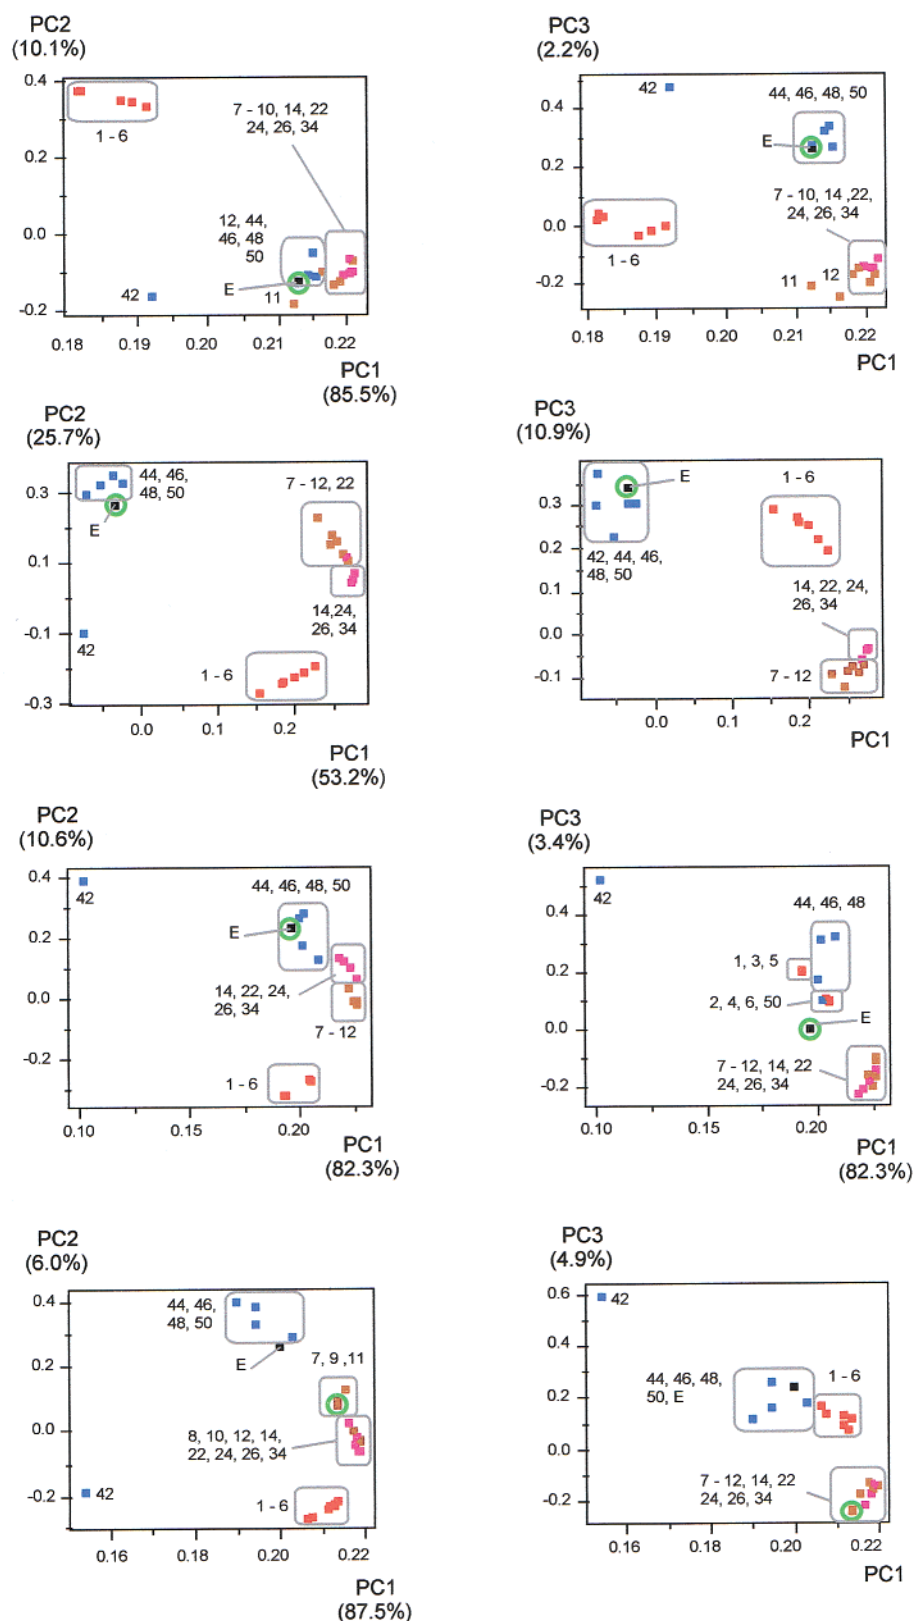 PC2
(10.1%)
0.4
0.2
0.0
-0.2
1 - 6
7 - 10, 14, 22
24, 26, 34
12, 44,
46, 48
50
E
42
11
0.18
0.19
0.20
0.21
0.22
PC1
(85.5%)
PC3
(2.2%)
0.4
0.2
0.0
-0.2
42
44, 46, 48, 50
E
7 - 10, 14 ,22,
24, 26, 34
1 - 6
11
12
0.18
0.19
0.20
0.21
0.22
PC1
PC2
(25.7%)
0.3
0.1
-0.1
-0.3
44, 46,
48, 50
E
7 - 12, 22
14,24,
26, 34
42
1 - 6
0.0
0.1
0.2
PC1
(53.2%)
PC3
(10.9%)
0.3
0.2
0.1
0.0
-0.1
E
1 - 6
42, 44, 46,
48, 50
14, 22, 24,
26, 34
7 - 12
0.0
0.1
0.2
PC1
PC2
(10.6%)
0.4
0.2
0.0
-0.2
42
44, 46, 48, 50
E
14, 22, 24,
26, 34
7 - 12
1 - 6
0.10
0.15
0.20
PC1
(82.3%)
PC3
(3.4%)
0.4
0.2
0.0
-0.2
42
44, 46, 48
1, 3, 5
2, 4, 6, 50
E
7 - 12, 14, 22
24, 26, 34
0.10
0.15
0.20
PC1
(82.3%)
PC2
(6.0%)
0.4
0.2
0.0
-0.2
44, 46,
48, 50
E
7, 9 ,11
8, 10, 12, 14,
22, 24, 26, 34
42
1 - 6
0.16
0.18
0.20
0.22
PC1
(87.5%)
PC3
(4.9%)
0.6
0.4
0.2
0.0
-0.2
42
44, 46, 48,
50, E
1 - 6
7 - 12, 14, 22
24, 26, 34
0.16
0.18
0.20
0.22
PC1